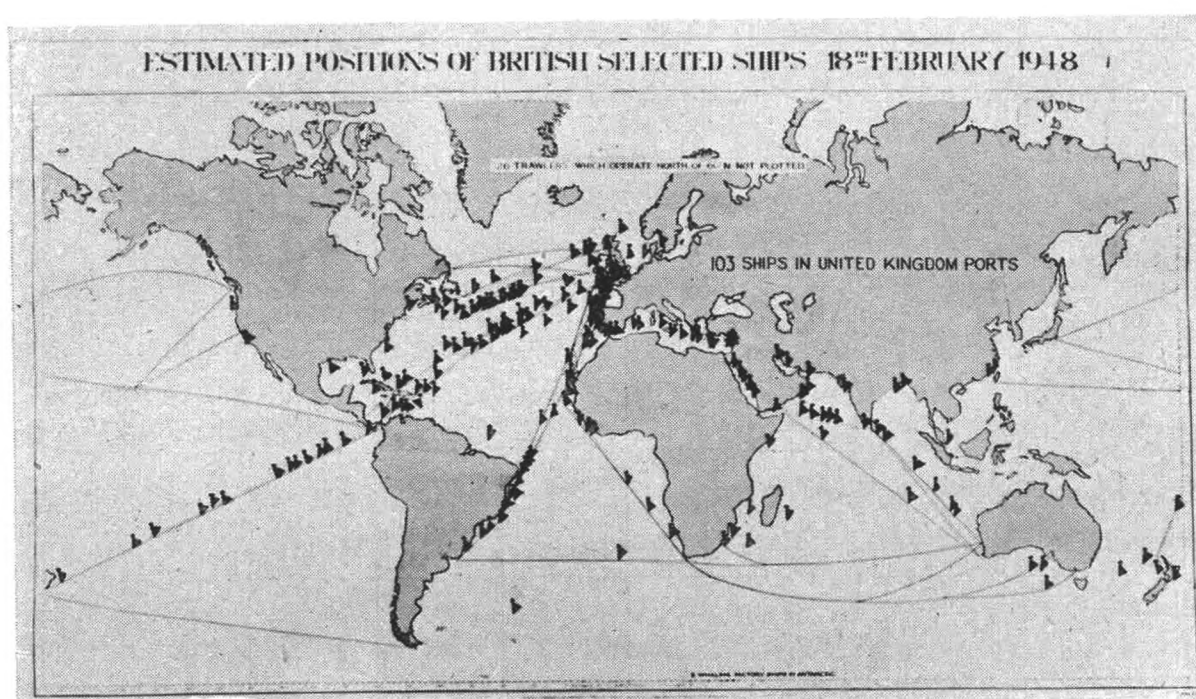 ESTIMATED POSITIONS OF BRITISH SELECTED SHIPS 18TH FEBRUARY 1948
26 TRAWLERS WHICH OPERATE NORTH OF N NOT PLOTTED
103 SHIPS IN UNITED KINGDOM PORTS
WHALING FACTORY SHIPS IN ANTARCTIC